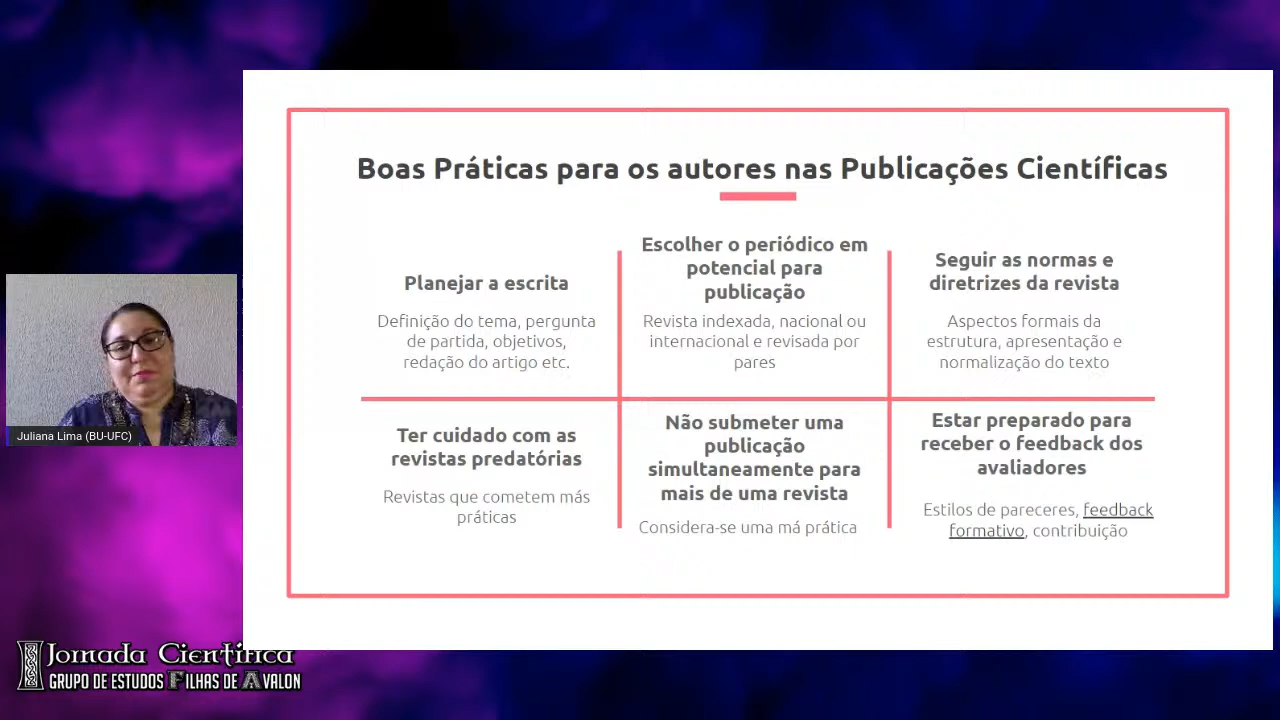 Boas Práticas para os autores nas Publicações Científicas
Planejar a escrita
Definição do tema, pergunta
de partida, objetivos,
redação do artigo etc.
Escolher o periódico em
potencial para
publicação
Revista indexada, nacional ou
internacional e revisada por
pares
Seguir as normas e
diretrizes da revista
Aspectos formais da
estrutura, apresentação e
normalização do texto
Ter cuidado com as
revistas predatórias
Revistas que cometem más
práticas
Não submeter uma
publicação
simultaneamente para
mais de uma revista
Considera-se uma má prática
Estar preparado para
receber o feedback dos
avaliadores
Estilos de pareceres, feedback
formativo, contribuição
Juliana Lima (BU-UFC)
I Jornada Científica
GRUPO DE ESTUDOS FILHAS DE AVALON